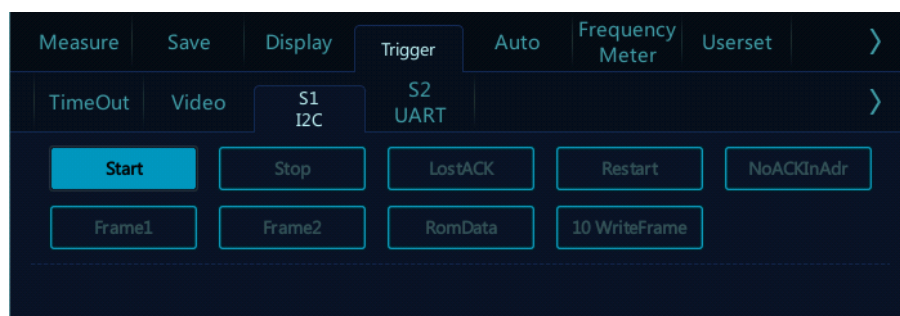 Measure Save Display Trigger Auto Frequency Meter Userset
TimeOut Video S1 I2C S2 UART
Start Stop LostACK Restart NoACKInAdr
Frame1 Frame2 RomData 10 WriteFrame